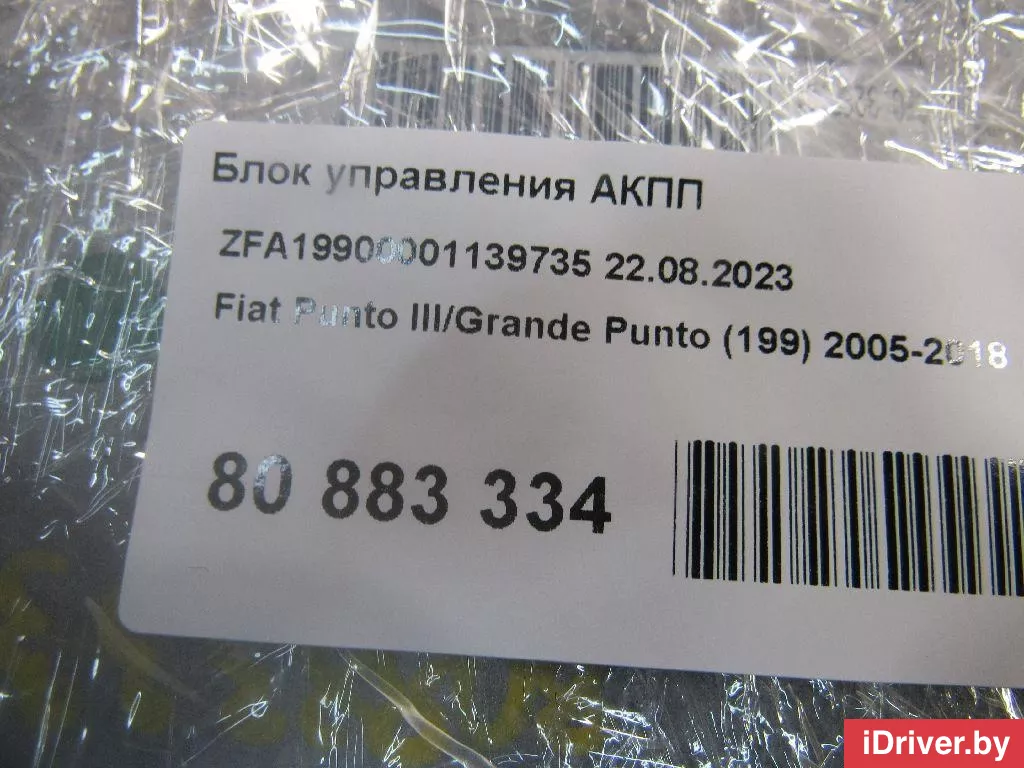 Блок управления АКПП
ZFA19900001139735 22.08.2023
Fiat Punto III/Grande Punto (199) 2005-2018
80 883 334
iDriver.by